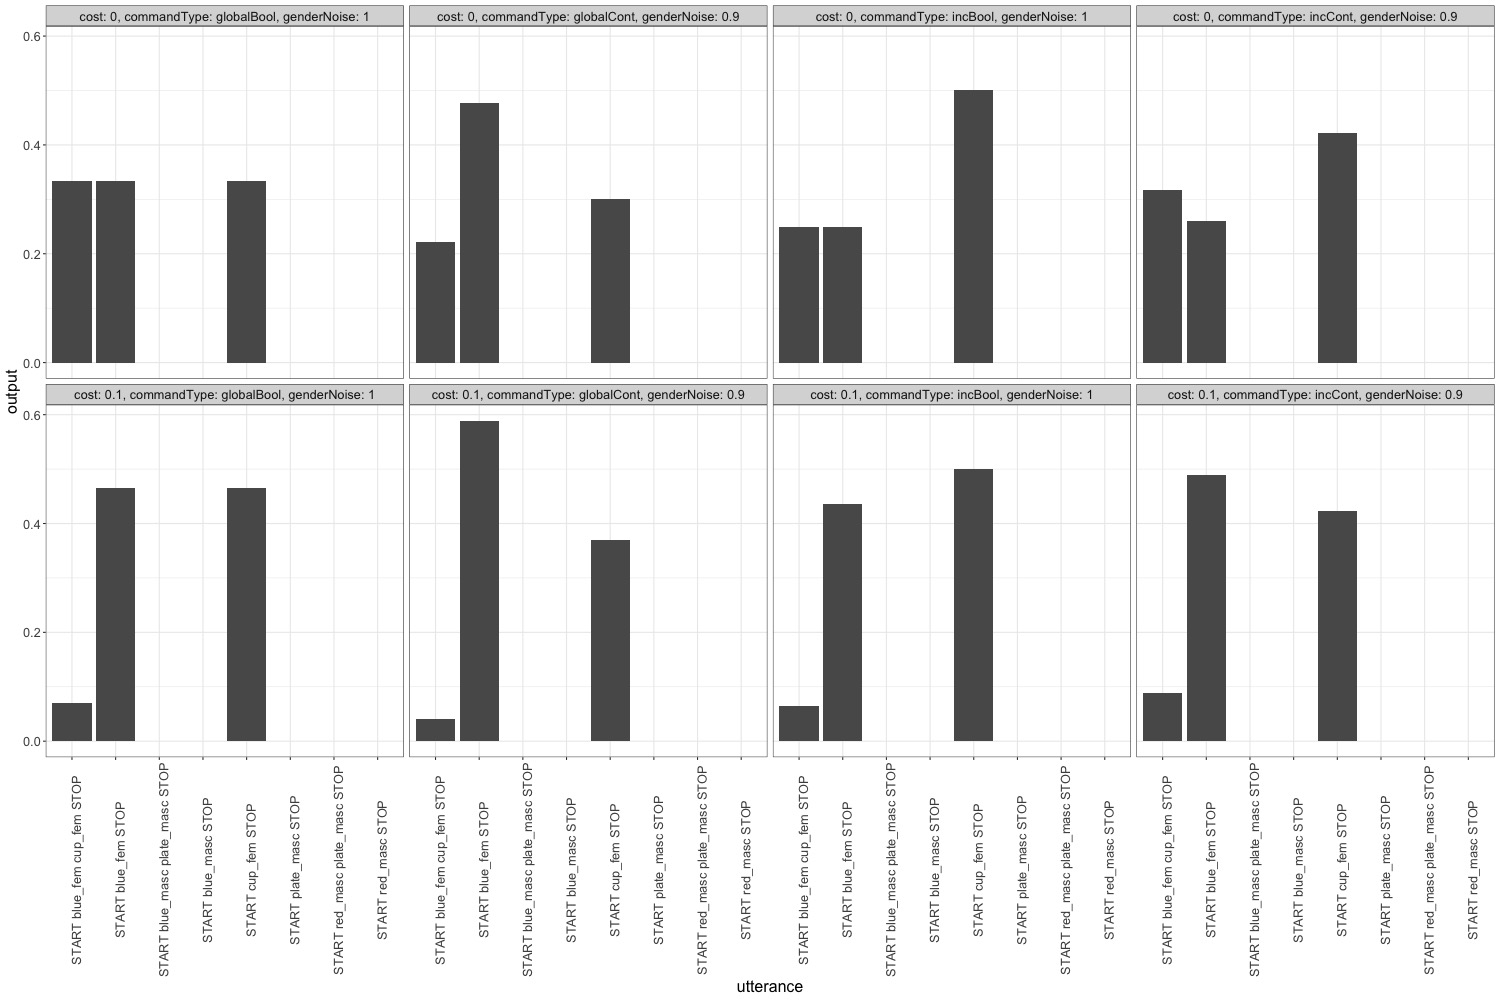 cost: 0, commandType: globalBool, genderNoise: 1
cost: 0, commandType: globalCont, genderNoise: 0.9
cost: 0, commandType: incBool, genderNoise: 1
cost: 0, commandType: incCont, genderNoise: 0.9
0.6
0.4
0.2
0.0
output
cost: 0.1, commandType: globalBool, genderNoise: 1
cost: 0.1, commandType: globalCont, genderNoise: 0.9
cost: 0.1, commandType: incBool, genderNoise: 1
cost: 0.1, commandType: incCont, genderNoise: 0.9
0.6
0.4
0.2
0.0
START blue_fem cup_fem STOP
START blue_fem STOP
START blue_masc plate_masc STOP
START blue_masc STOP
START cup_fem STOP
START plate_masc STOP
START red_masc plate_masc STOP
START red_masc STOP
START blue_fem cup_fem STOP
START blue_fem STOP
START blue_masc plate_masc STOP
START blue_masc STOP
START cup_fem STOP
START plate_masc STOP
START red_masc plate_masc STOP
START red_masc STOP
START blue_fem cup_fem STOP
START blue_fem STOP
START blue_masc plate_masc STOP
START blue_masc STOP
START cup_fem STOP
START plate_masc STOP
START red_masc plate_masc STOP
START red_masc STOP
START blue_fem cup_fem STOP
START blue_fem STOP
START blue_masc plate_masc STOP
START blue_masc STOP
START cup_fem STOP
START plate_masc STOP
START red_masc plate_masc STOP
START red_masc STOP
utterance